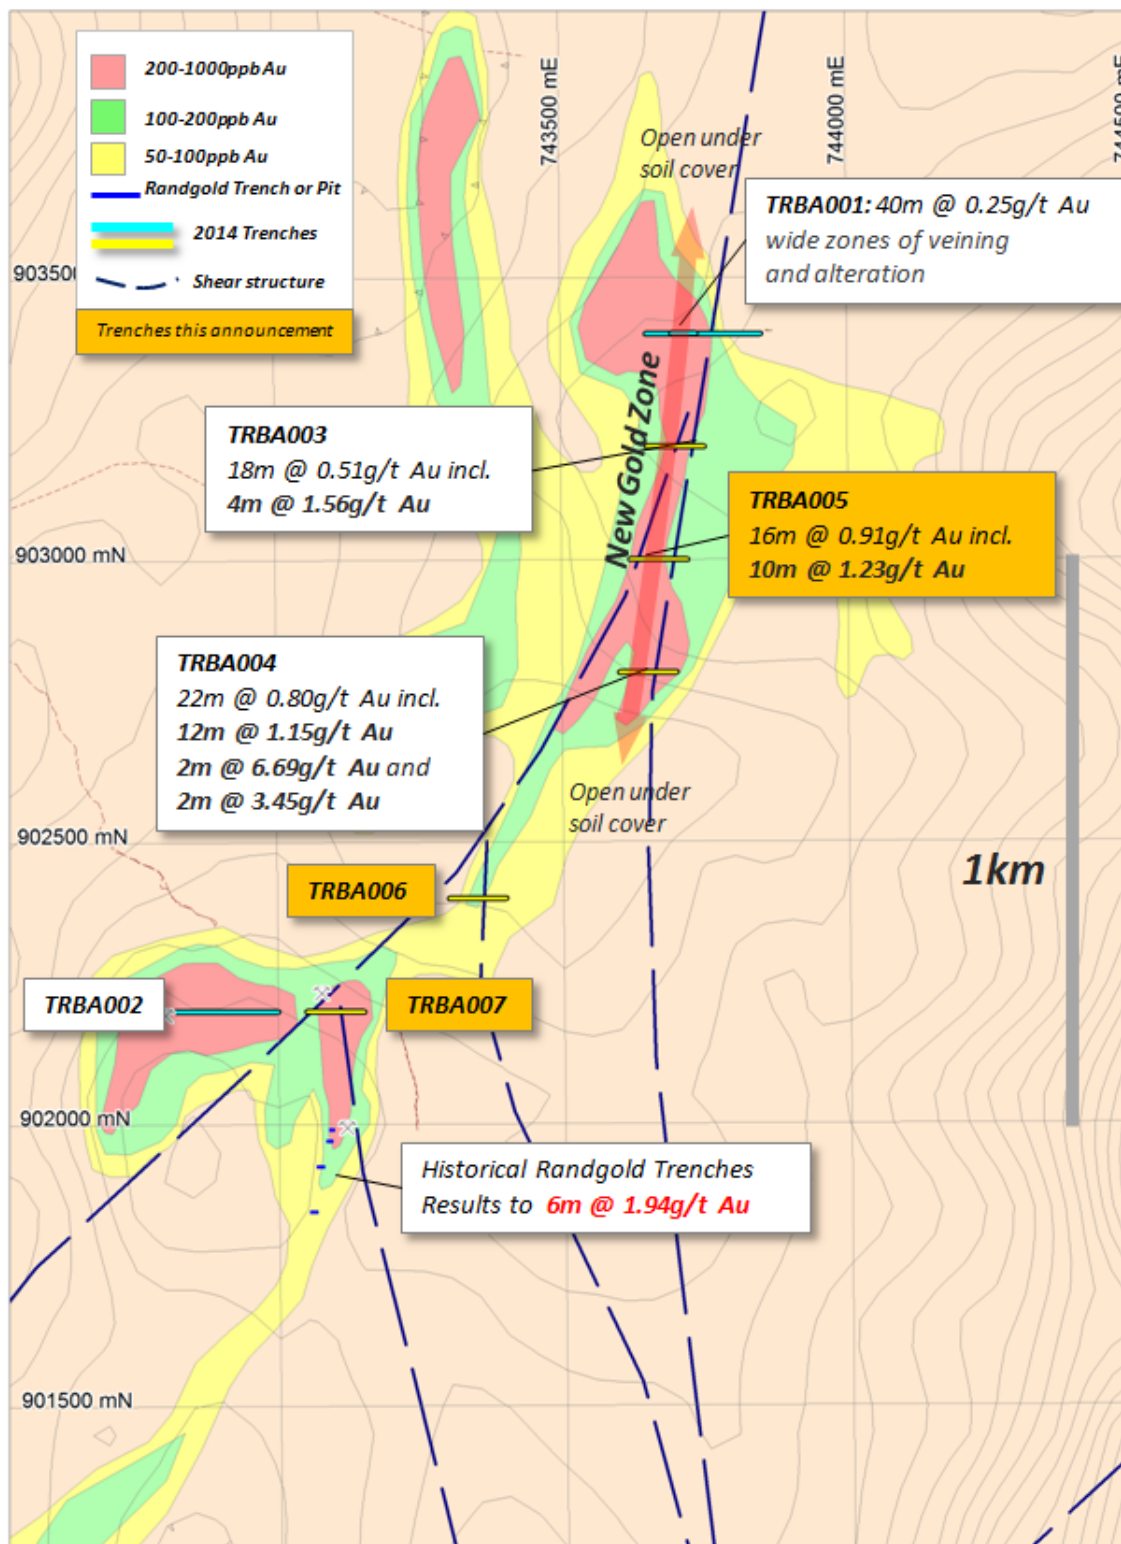 200-1000ppb Au
100-200ppb Au
50-100ppb Au
Randgold Trench or Pit
2014 Trenches
Shear structure
Trenches this announcement
743500 mE
744000 mE
Open under
soil cover
TRBA001: 40m @ 0.25g/t Au
wide zones of veining
and alteration
New Gold Zone
TRBA003
18m @ 0.51g/t Au incl.
4m @ 1.56g/t Au
TRBA005
16m @ 0.91g/t Au incl.
10m @ 1.23g/t Au
903000 mN
TRBA004
22m @ 0.80g/t Au incl.
12m @ 1.15g/t Au
2m @ 6.69g/t Au and
2m @ 3.45g/t Au
Open under
soil cover
902500 mN
1km
TRBA006
TRBA002
TRBA007
902000 mN
Historical Randgold Trenches
Results to 6m @ 1.94g/t Au
901500 mN